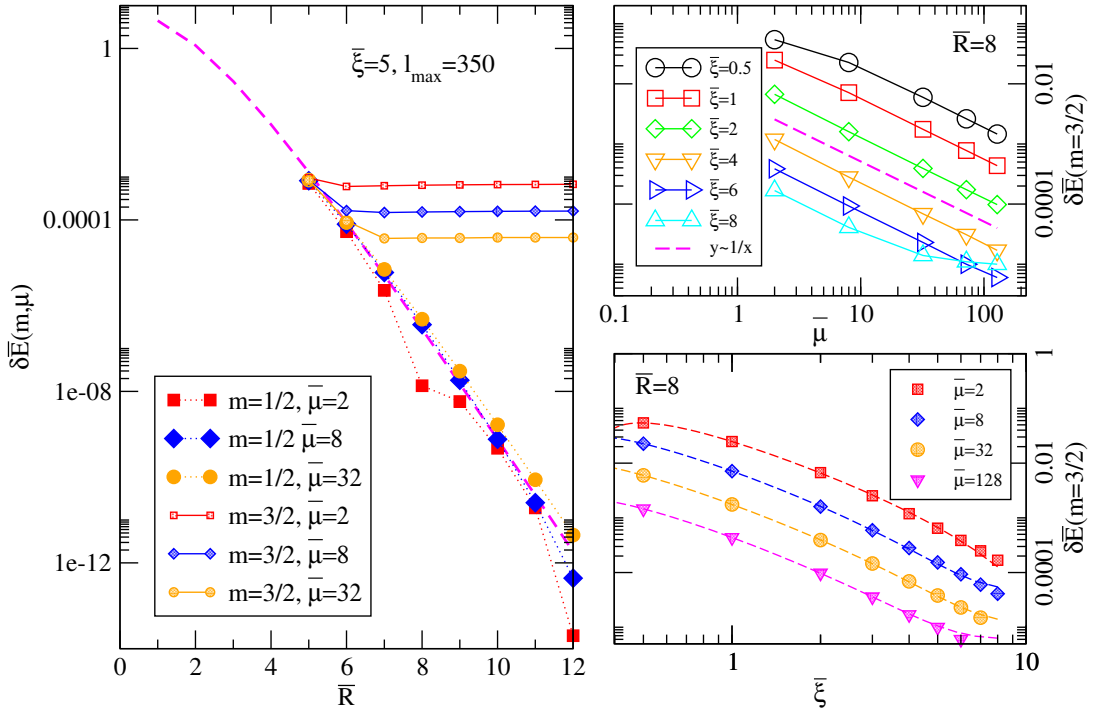 ξ̅=5, l_max=350
1
0.0001
1e-08
1e-12
δE̅(m,μ)
m=1/2, μ̅=2
m=1/2 μ̅=8
m=1/2, μ̅=32
m=3/2, μ̅=2
m=3/2, μ̅=8
m=3/2, μ̅=32
0 2 4 6 8 10 12
R̅
R̅=8
ξ̅=0.5
ξ̅=1
ξ̅=2
ξ̅=4
ξ̅=6
ξ̅=8
y~1/x
0.01
0.0001
δE̅(m=3/2)
0.1 1 10 100
μ̅
R̅=8
μ̅=2
μ̅=8
μ̅=32
μ̅=128
1
0.01
0.0001
δE̅(m=3/2)
1 10
ξ̅